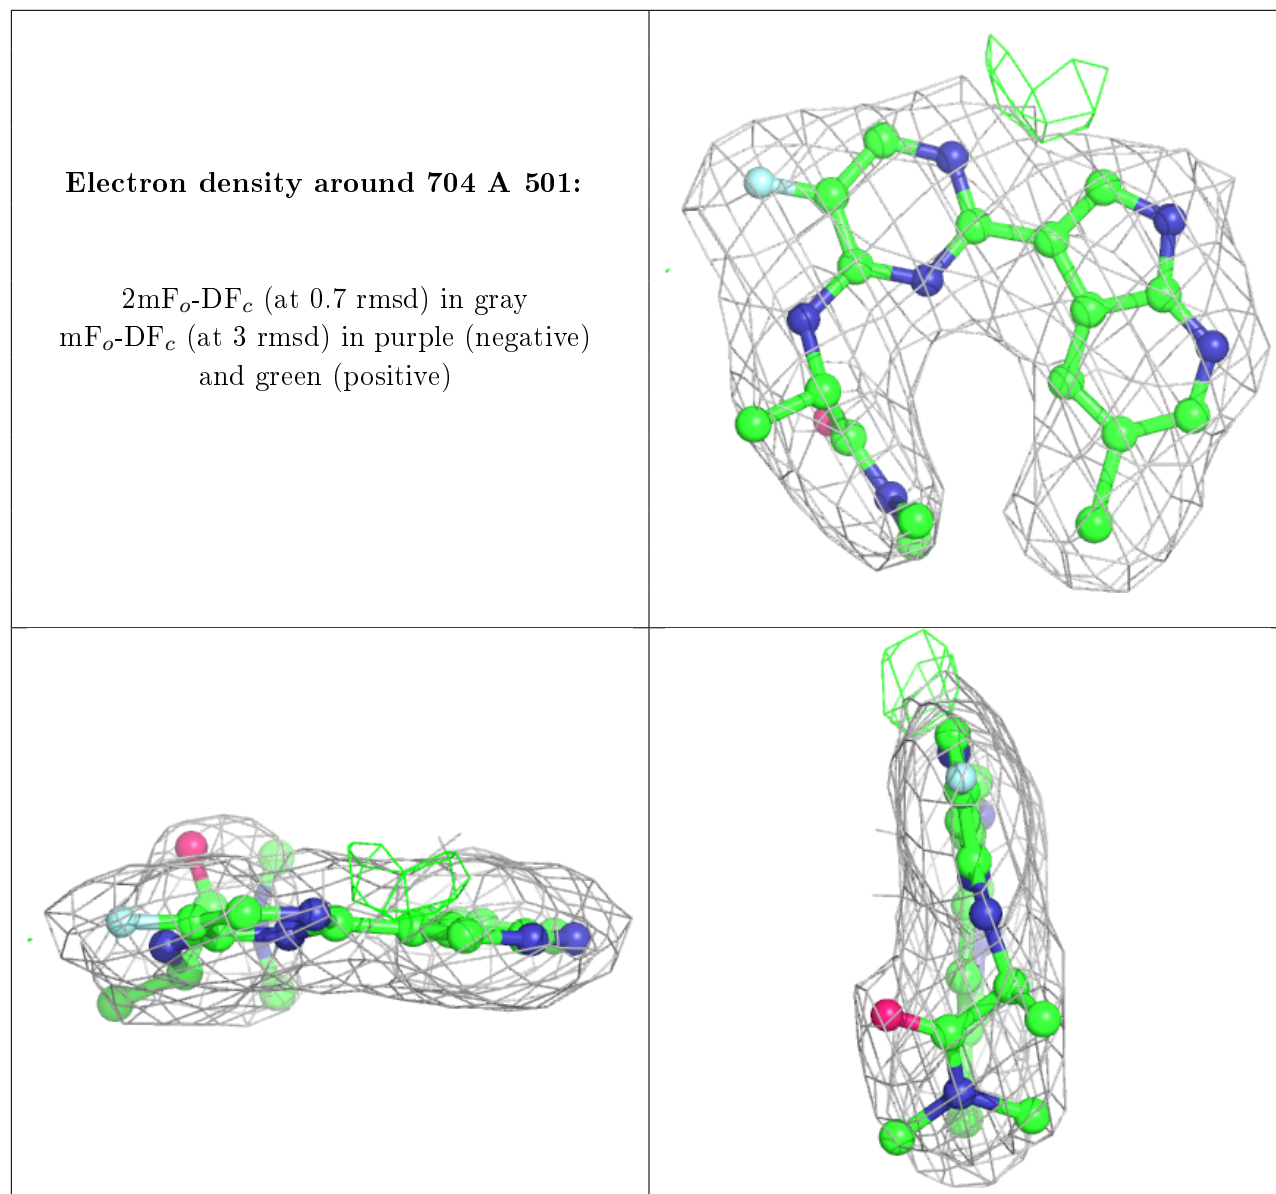 Electron density around 704 A 501:
2mFo-DFc (at 0.7 rmsd) in gray
mFo-DFc (at 3 rmsd) in purple (negative)
and green (positive)